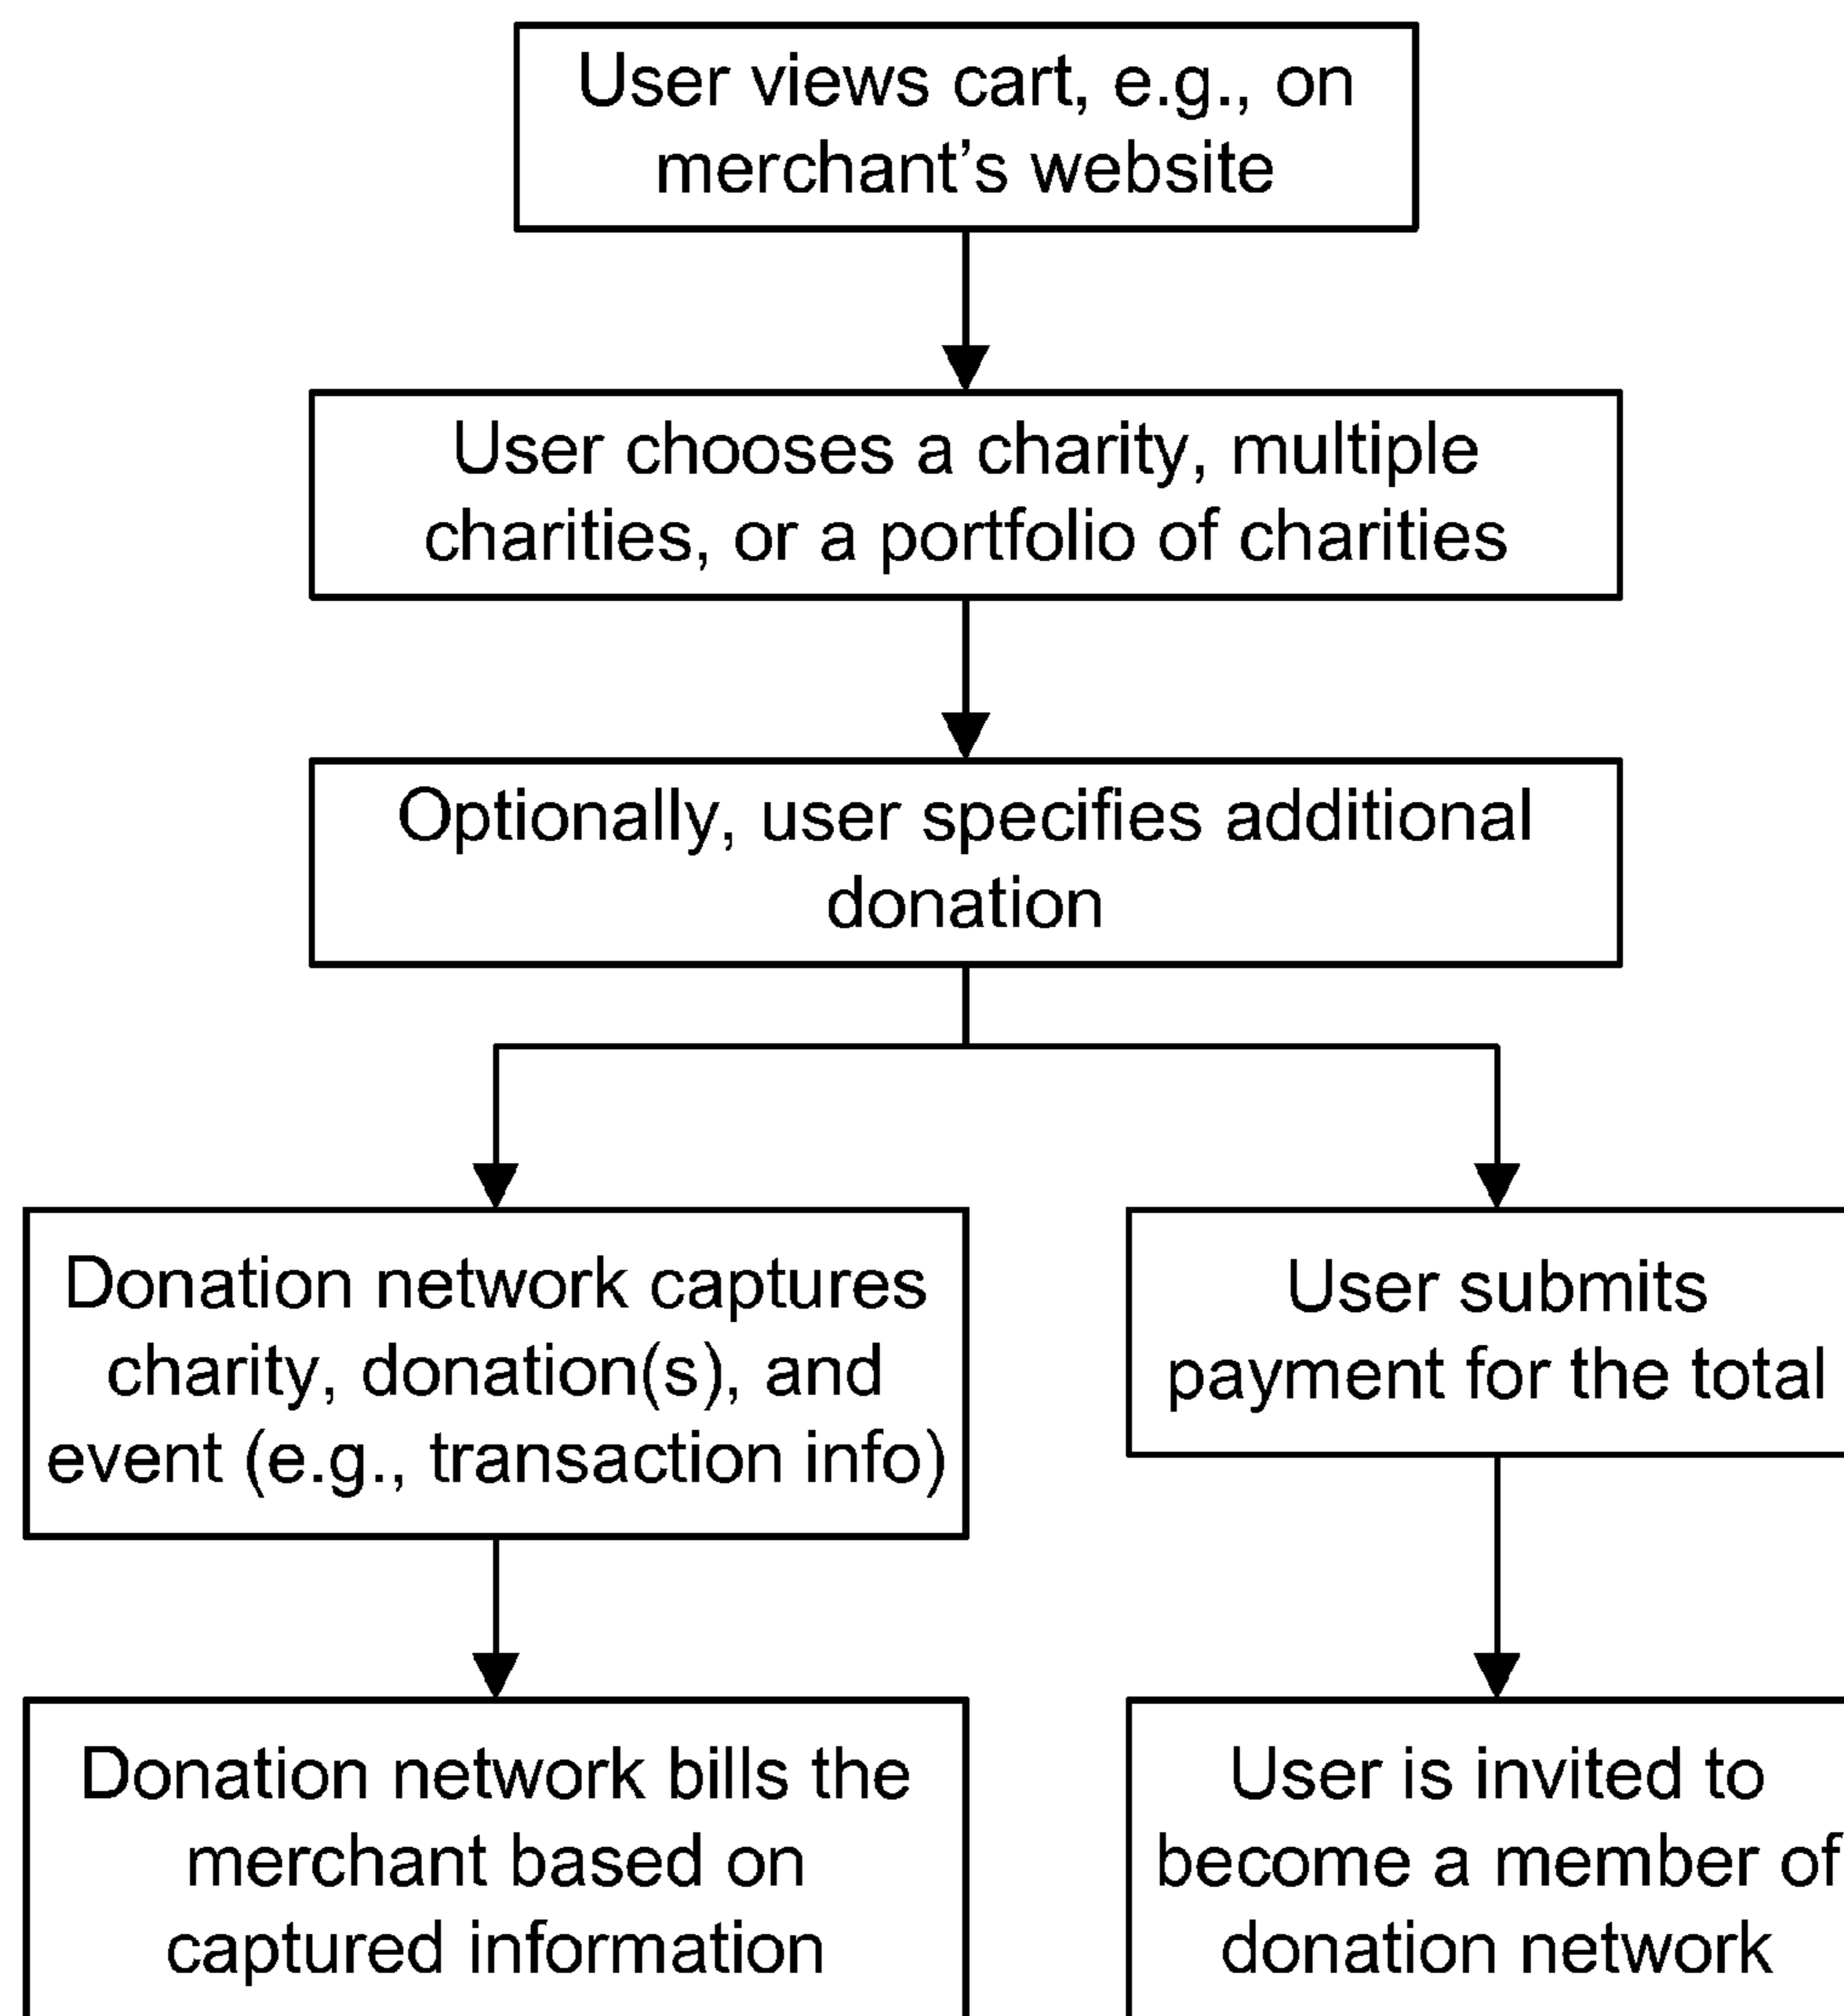 User views cart, e.g., on
merchant’s website
User chooses a charity, multiple
charities, or a portfolio of charities
Optionally, user specifies additional
donation
Donation network captures
charity, donation(s), and
event (e.g., transaction info)
User submits
payment for the total
Donation network bills the
merchant based on
captured information
User is invited to
become a member of
donation network